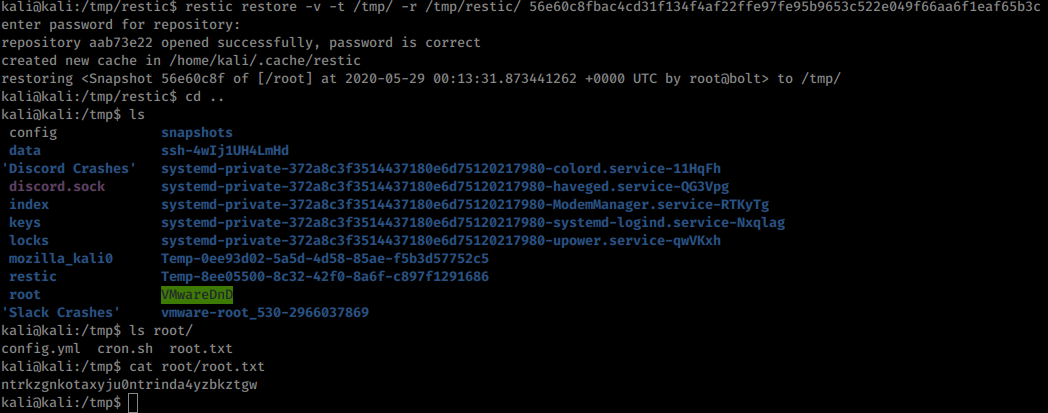 kali@kali:/tmp/restic$ restic restore -v -t /tmp/ -r /tmp/restic/ 56e60c8fbac4cd31f134f4af22ffe97fe95b9653c522e049f66aa6f1eaf65b3c
enter password for repository:
repository aab73e22 opened successfully, password is correct
created new cache in /home/kali/.cache/restic
restoring <Snapshot 56e60c8f of [/root] at 2020-05-29 00:13:31.873441262 +0000 UTC by root@bolt> to /tmp/
kali@kali:/tmp/restic$ cd ..
kali@kali:/tmp$ ls
config snapshots
data ssh-4wIj1UH4LmHd
'Discord Crashes' systemd-private-372a8c3f3514437180e6d75120217980-colord.service-11HqFh
discord.sock systemd-private-372a8c3f3514437180e6d75120217980-haveged.service-QG3Vpg
index systemd-private-372a8c3f3514437180e6d75120217980-ModemManager.service-RTKyTg
keys systemd-private-372a8c3f3514437180e6d75120217980-systemd-logind.service-Nxqlag
locks systemd-private-372a8c3f3514437180e6d75120217980-upower.service-qwVKxh
mozilla_kali0 Temp-0ee93d02-5a5d-4d58-85ae-f5b3d57752c5
restic Temp-8ee05500-8c32-42f0-8a6f-c897f1291686
root VMwareDnD
'Slack Crashes' vmware-root_530-2966037869
kali@kali:/tmp$ ls root/
config.yml cron.sh root.txt
kali@kali:/tmp$ cat root/root.txt
ntrkzgnkotaxyju0ntrinda4yzbkztgw
kali@kali:/tmp$